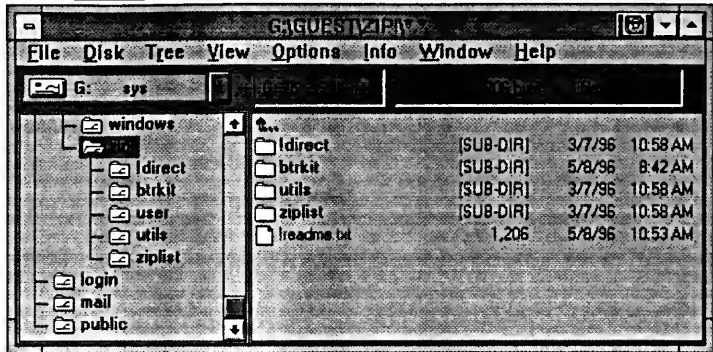 G:\GUEST\ZIP\*.*
File Disk Tree View Options Info Window Help
G: sys
windows
!direct
btrkit
user
utils
ziplist
login
mail
public
!direct [SUB-DIR] 3/7/96 10:58 AM
btrkit [SUB-DIR] 5/8/96 8:42 AM
utils [SUB-DIR] 3/7/96 10:58 AM
ziplist [SUB-DIR] 3/7/96 10:58 AM
!readme.txt 1,206 5/8/96 10:53 AM